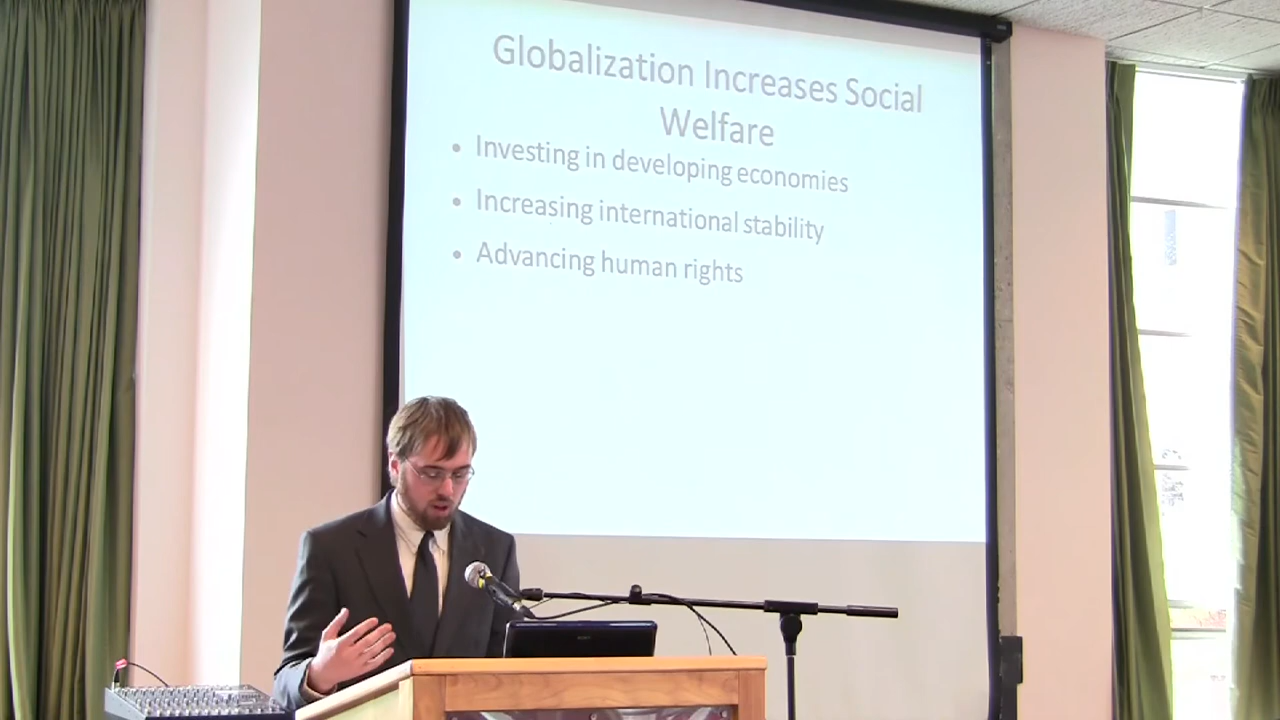 Globalization Increases Social
Welfare
• Investing in developing economies
• Increasing international stability
• Advancing human rights